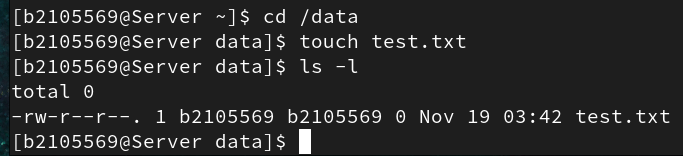 [b2105569@Server ~]$ cd /data
[b2105569@Server data]$ touch test.txt
[b2105569@Server data]$ ls -l
total 0
-rw-r--r--. 1 b2105569 b2105569 0 Nov 19 03:42 test.txt
[b2105569@Server data]$